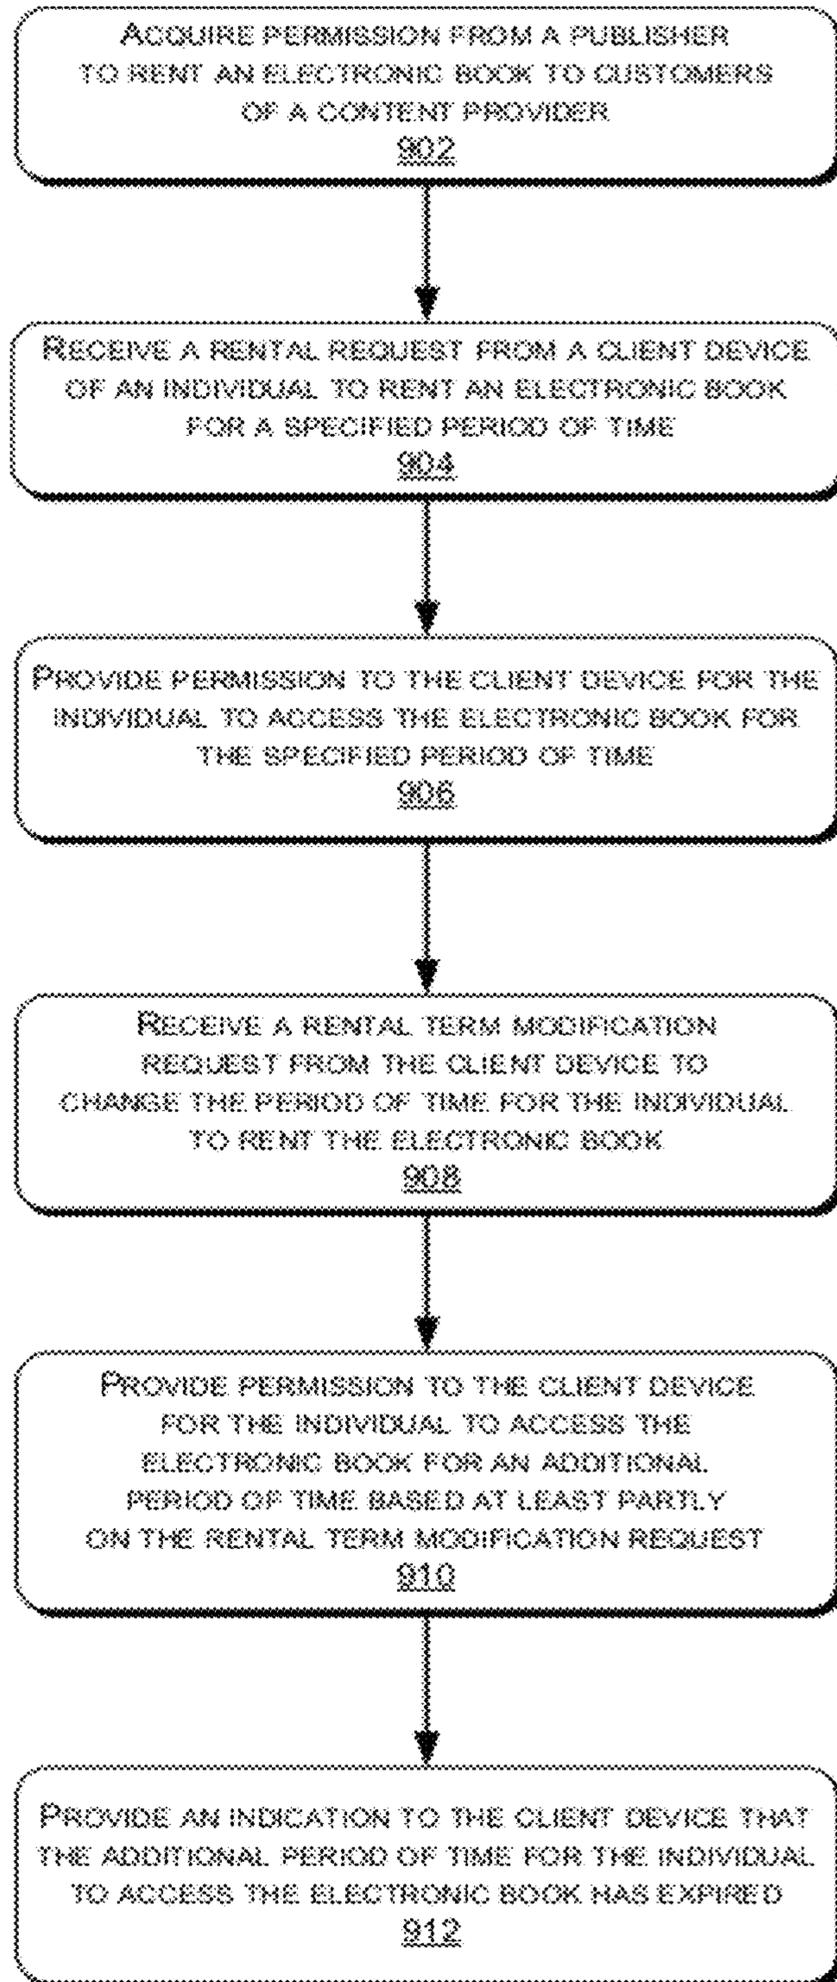 ACQUIRE PERMISSION FROM A PUBLISHER
TO RENT AN ELECTRONIC BOOK TO CUSTOMERS
OF A CONTENT PROVIDER
902
RECEIVE A RENTAL REQUEST FROM A CLIENT DEVICE
OF AN INDIVIDUAL TO RENT AN ELECTRONIC BOOK
FOR A SPECIFIED PERIOD OF TIME
904
PROVIDE PERMISSION TO THE CLIENT DEVICE FOR THE
INDIVIDUAL TO ACCESS THE ELECTRONIC BOOK FOR
THE SPECIFIED PERIOD OF TIME
906
RECEIVE A RENTAL TERM MODIFICATION
REQUEST FROM THE CLIENT DEVICE TO
CHANGE THE PERIOD OF TIME FOR THE INDIVIDUAL
TO RENT THE ELECTRONIC BOOK
908
PROVIDE PERMISSION TO THE CLIENT DEVICE
FOR THE INDIVIDUAL TO ACCESS THE
ELECTRONIC BOOK FOR AN ADDITIONAL
PERIOD OF TIME BASED AT LEAST PARTLY
ON THE RENTAL TERM MODIFICATION REQUEST
910
PROVIDE AN INDICATION TO THE CLIENT DEVICE THAT
THE ADDITIONAL PERIOD OF TIME FOR THE INDIVIDUAL
TO ACCESS THE ELECTRONIC BOOK HAS EXPIRED
912